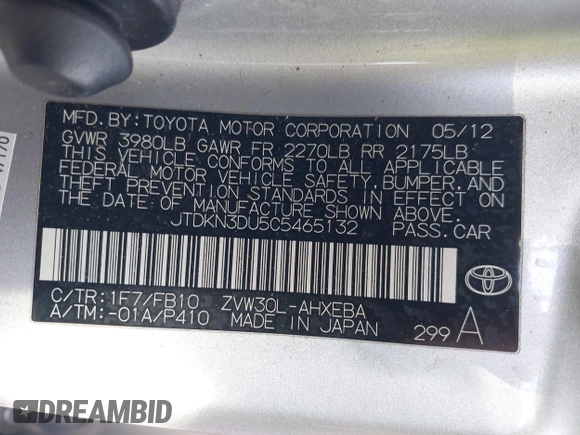 MFD. BY: TOYOTA MOTOR CORPORATION 05/12
GVWR 3980LB GAWR FR 2270LB RR 2175LB
THIS VEHICLE CONFORMS TO ALL APPLICABLE
FEDERAL MOTOR VEHICLE SAFETY, BUMPER, AND
THEFT PREVENTION STANDARDS IN EFFECT ON
THE DATE OF MANUFACTURE SHOWN ABOVE.
JTDKN3DU5C5465132 PASS. CAR
C/TR: 1F7/FB10 ZVW30L-AHXEBA
A/TM: -01A/P410 MADE IN JAPAN
299 A
DREAMBID